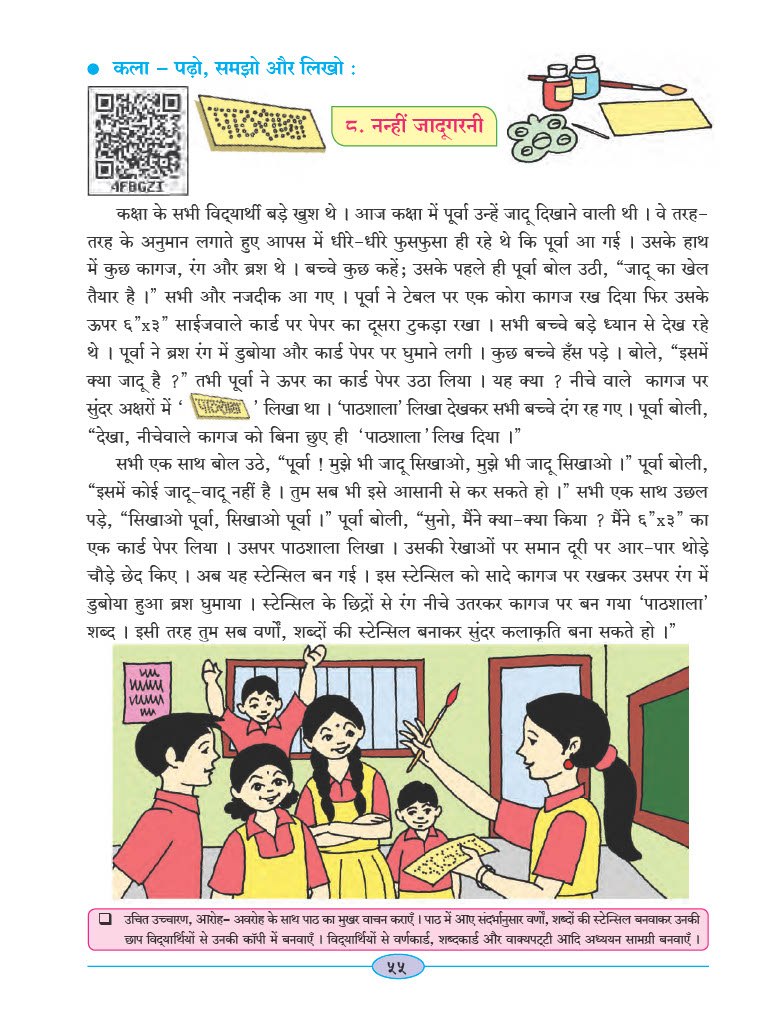 ● कला – पढ़ो, समझो और लिखो :
4FBGZI
पाठशाला
८. नन्हीं जादूगरनी
कक्षा के सभी विद्यार्थी बड़े खुश थे । आज कक्षा में पूर्वा उन्हें जादू दिखाने वाली थी । वे तरह-
तरह के अनुमान लगाते हुए आपस में धीरे-धीरे फुसफुसा ही रहे थे कि पूर्वा आ गई । उसके हाथ
में कुछ कागज, रंग और ब्रश थे । बच्चे कुछ कहें; उसके पहले ही पूर्वा बोल उठी, “जादू का खेल
तैयार है ।” सभी और नजदीक आ गए । पूर्वा ने टेबल पर एक कोरा कागज रख दिया फिर उसके
ऊपर ६”x३” साईजवाले कार्ड पर पेपर का दूसरा टुकड़ा रखा । सभी बच्चे बड़े ध्यान से देख रहे
थे । पूर्वा ने ब्रश रंग में डुबोया और कार्ड पेपर पर घुमाने लगी । कुछ बच्चे हँस पड़े । बोले, “इसमें
क्या जादू है ?” तभी पूर्वा ने ऊपर का कार्ड पेपर उठा लिया । यह क्या ? नीचे वाले कागज पर
सुंदर अक्षरों में ‘ पाठशाला ’ लिखा था । ‘पाठशाला’ लिखा देखकर सभी बच्चे दंग रह गए । पूर्वा बोली,
“देखा, नीचेवाले कागज को बिना छुए ही ‘पाठशाला’ लिख दिया ।”
सभी एक साथ बोल उठे, “पूर्वा ! मुझे भी जादू सिखाओ, मुझे भी जादू सिखाओ ।” पूर्वा बोली,
“इसमें कोई जादू-वादू नहीं है । तुम सब भी इसे आसानी से कर सकते हो ।” सभी एक साथ उछल
पड़े, “सिखाओ पूर्वा, सिखाओ पूर्वा ।” पूर्वा बोली, “सुनो, मैंने क्या-क्या किया ? मैंने ६”x३” का
एक कार्ड पेपर लिया । उसपर पाठशाला लिखा । उसकी रेखाओं पर समान दूरी पर आर-पार थोड़े
चौड़े छेद किए । अब यह स्टेन्सिल बन गई । इस स्टेन्सिल को सादे कागज पर रखकर उसपर रंग में
डुबोया हुआ ब्रश घुमाया । स्टेन्सिल के छिद्रों से रंग नीचे उतरकर कागज पर बन गया ‘पाठशाला’
शब्द । इसी तरह तुम सब वर्णों, शब्दों की स्टेन्सिल बनाकर सुंदर कलाकृति बना सकते हो ।”
❑ उचित उच्चारण, आरोह- अवरोह के साथ पाठ का मुखर वाचन कराएँ । पाठ में आए संदर्भानुसार वर्णों, शब्दों की स्टेन्सिल बनवाकर उनकी
छाप विद्यार्थियों से उनकी कॉपी में बनवाएँ । विद्यार्थियों से वर्णकार्ड, शब्दकार्ड और वाक्यपट्टी आदि अध्ययन सामग्री बनवाएँ ।
५५